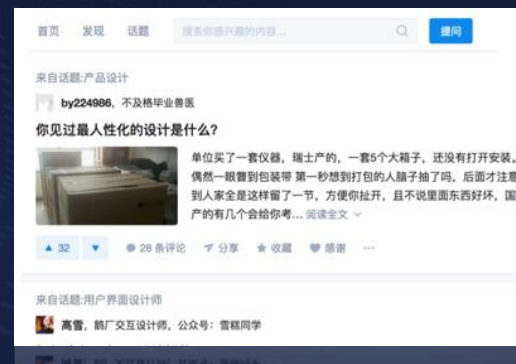 首页 发现 话题 搜索你感兴趣的内容... 提问
来自话题:产品设计
by224986，不及格毕业兽医
你见过最人性化的设计是什么？
单位买了一套仪器，瑞士产的，一套5个大箱子，还没有打开安装。
偶然一眼瞥到包装带 第一秒想到打包的人脑子抽了吗，后面才注意
到人家全是这样留了一节，方便你扯开，且不说里面东西好坏，国
产的有几个会给你考... 阅读全文
32 28 条评论 分享 收藏 感谢 ...
来自话题:用户界面设计师
高雪，鹅厂交互设计师，公众号：雪糕同学